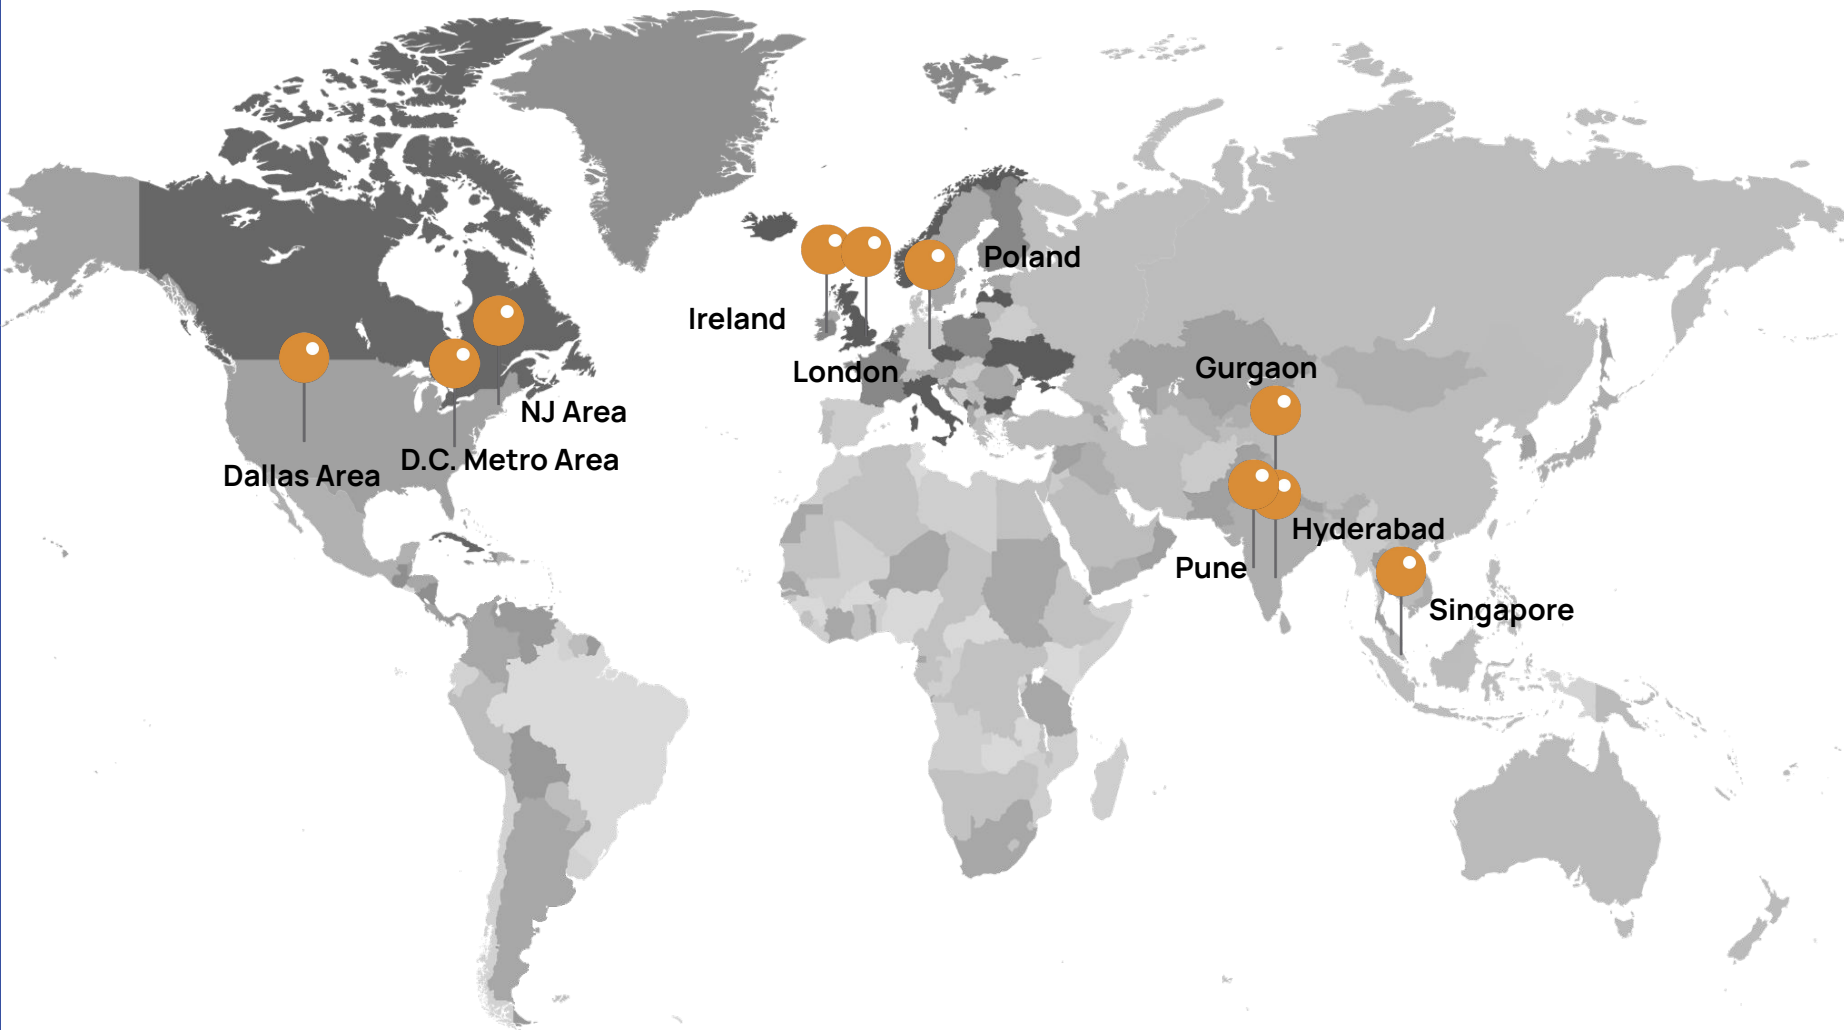 Poland
Ireland
London
Gurgaon
NJ Area
D.C. Metro Area
Dallas Area
Hyderabad
Pune
Singapore